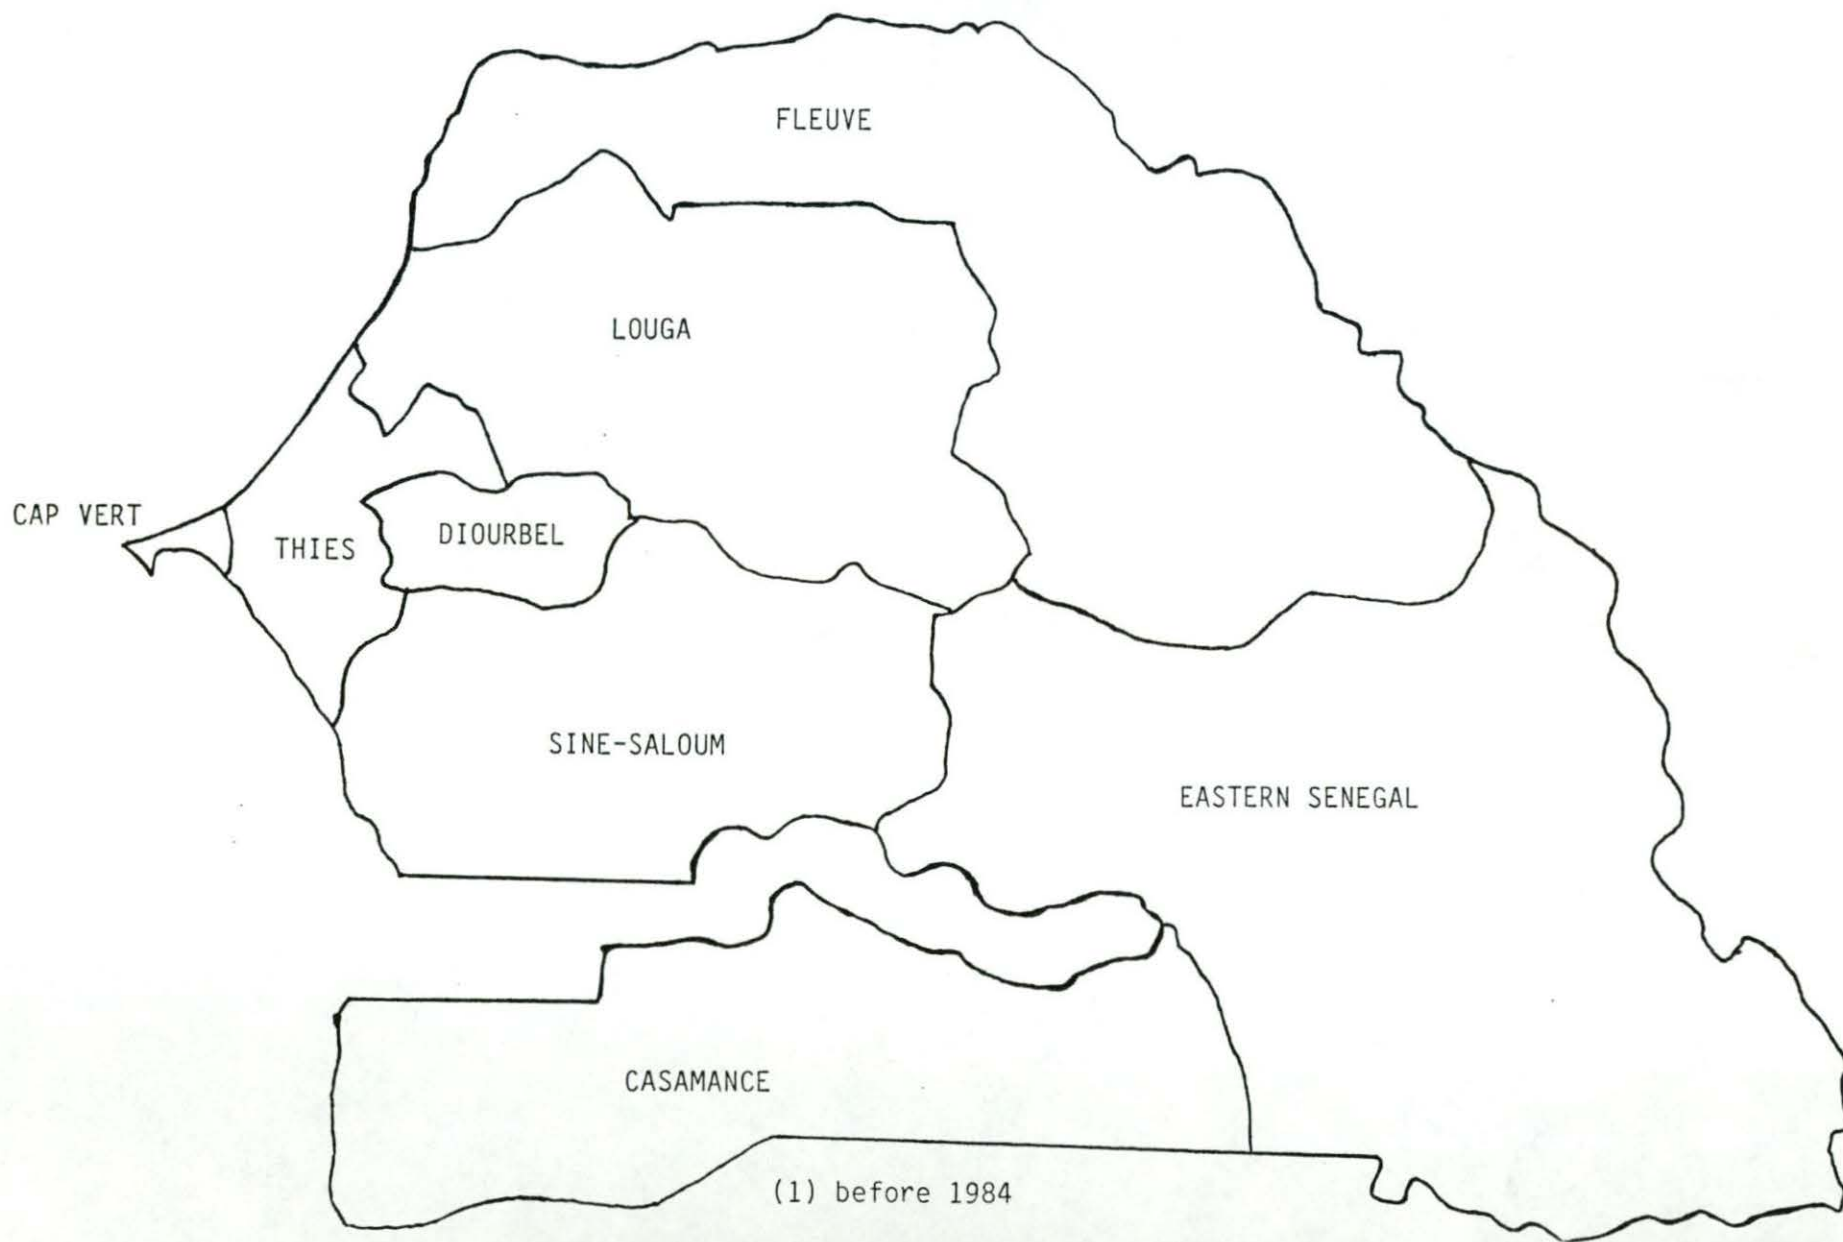 FLEUVE
LOUGA
CAP VERT
THIES
DIOURBEL
SINE-SALOUM
EASTERN SENEGAL
CASAMANCE
(1) before 1984